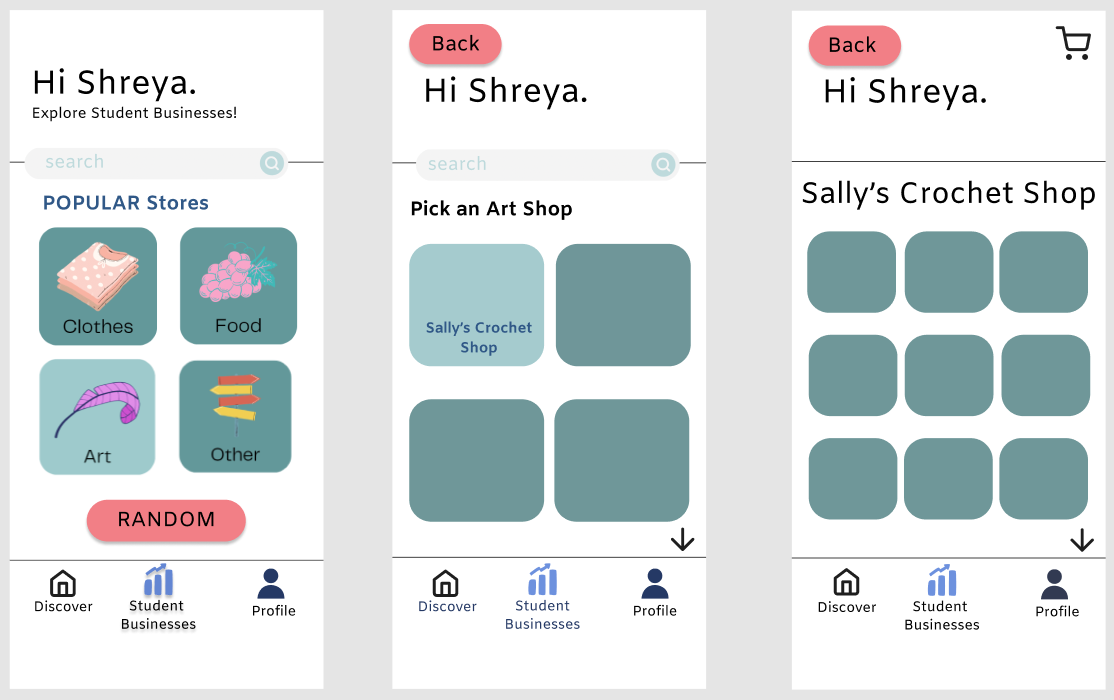 Hi Shreya.
Explore Student Businesses!
search
POPULAR Stores
Clothes
Food
Art
Other
RANDOM
Discover
Student
Businesses
Profile
Back
Hi Shreya.
search
Pick an Art Shop
Sally’s Crochet
Shop
Discover
Student
Businesses
Profile
Back
Hi Shreya.
Sally’s Crochet Shop
Discover
Student
Businesses
Profile